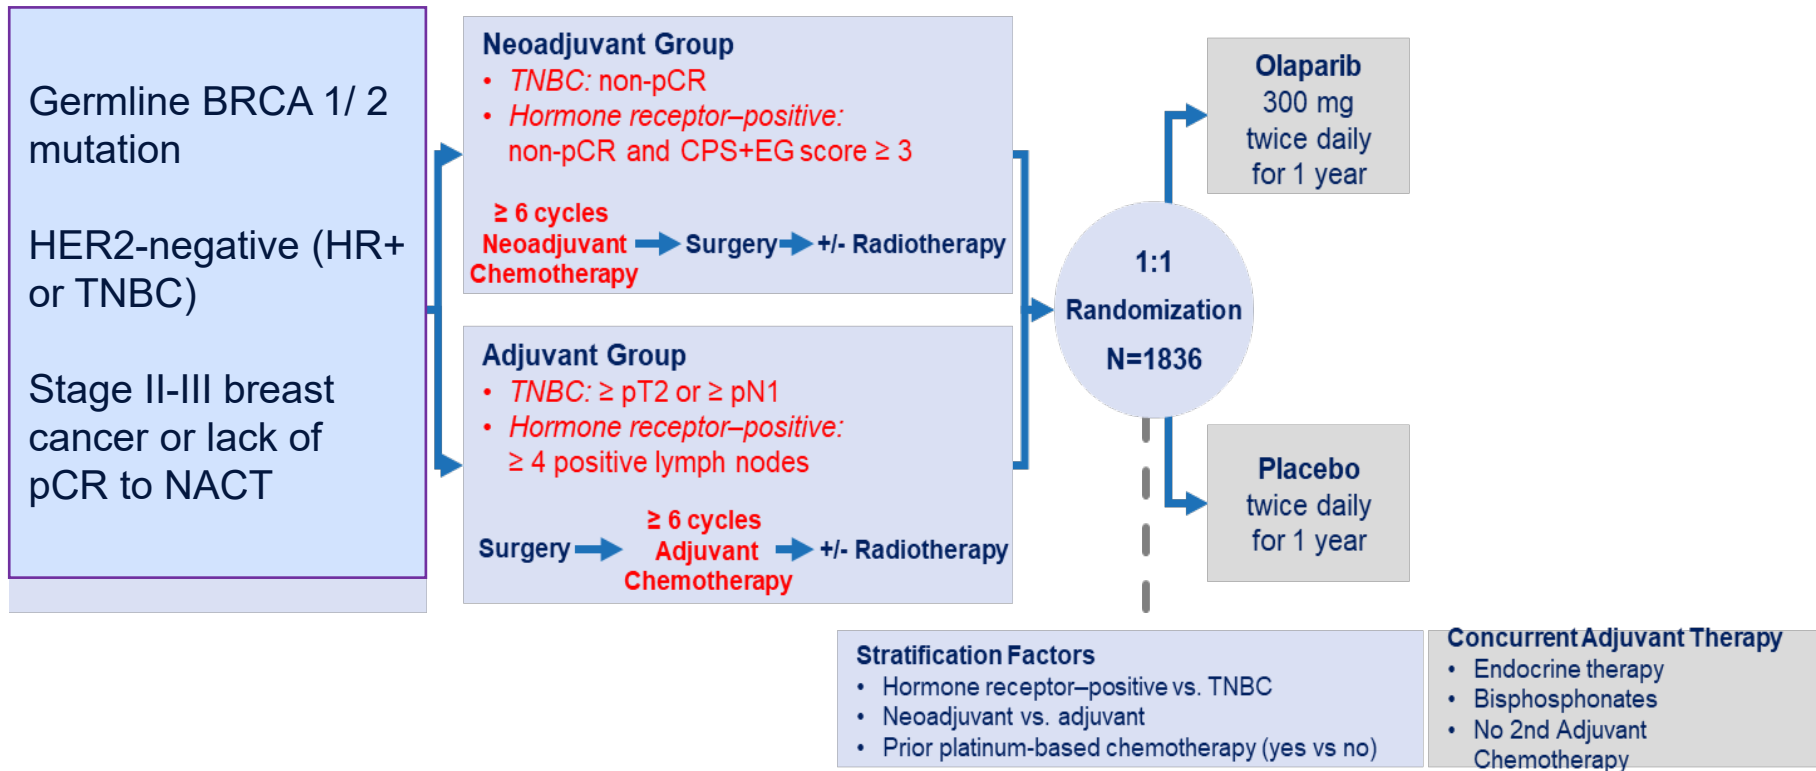 Germline BRCA 1/ 2
mutation
HER2-negative (HR+
or TNBC)
Stage II-III breast
cancer or lack of
pCR to NACT
Neoadjuvant Group
• TNBC: non-pCR
• Hormone receptor–positive:
non-pCR and CPS+EG score ≥ 3
≥ 6 cycles
Neoadjuvant
Chemotherapy
Surgery
+/- Radiotherapy
Adjuvant Group
• TNBC: ≥ pT2 or ≥ pN1
• Hormone receptor–positive:
≥ 4 positive lymph nodes
Surgery
≥ 6 cycles
Adjuvant
Chemotherapy
+/- Radiotherapy
1:1
Randomization
N=1836
Olaparib
300 mg
twice daily
for 1 year
Placebo
twice daily
for 1 year
Stratification Factors
• Hormone receptor–positive vs. TNBC
• Neoadjuvant vs. adjuvant
• Prior platinum-based chemotherapy (yes vs no)
Concurrent Adjuvant Therapy
• Endocrine therapy
• Bisphosphonates
• No 2nd Adjuvant
Chemotherapy